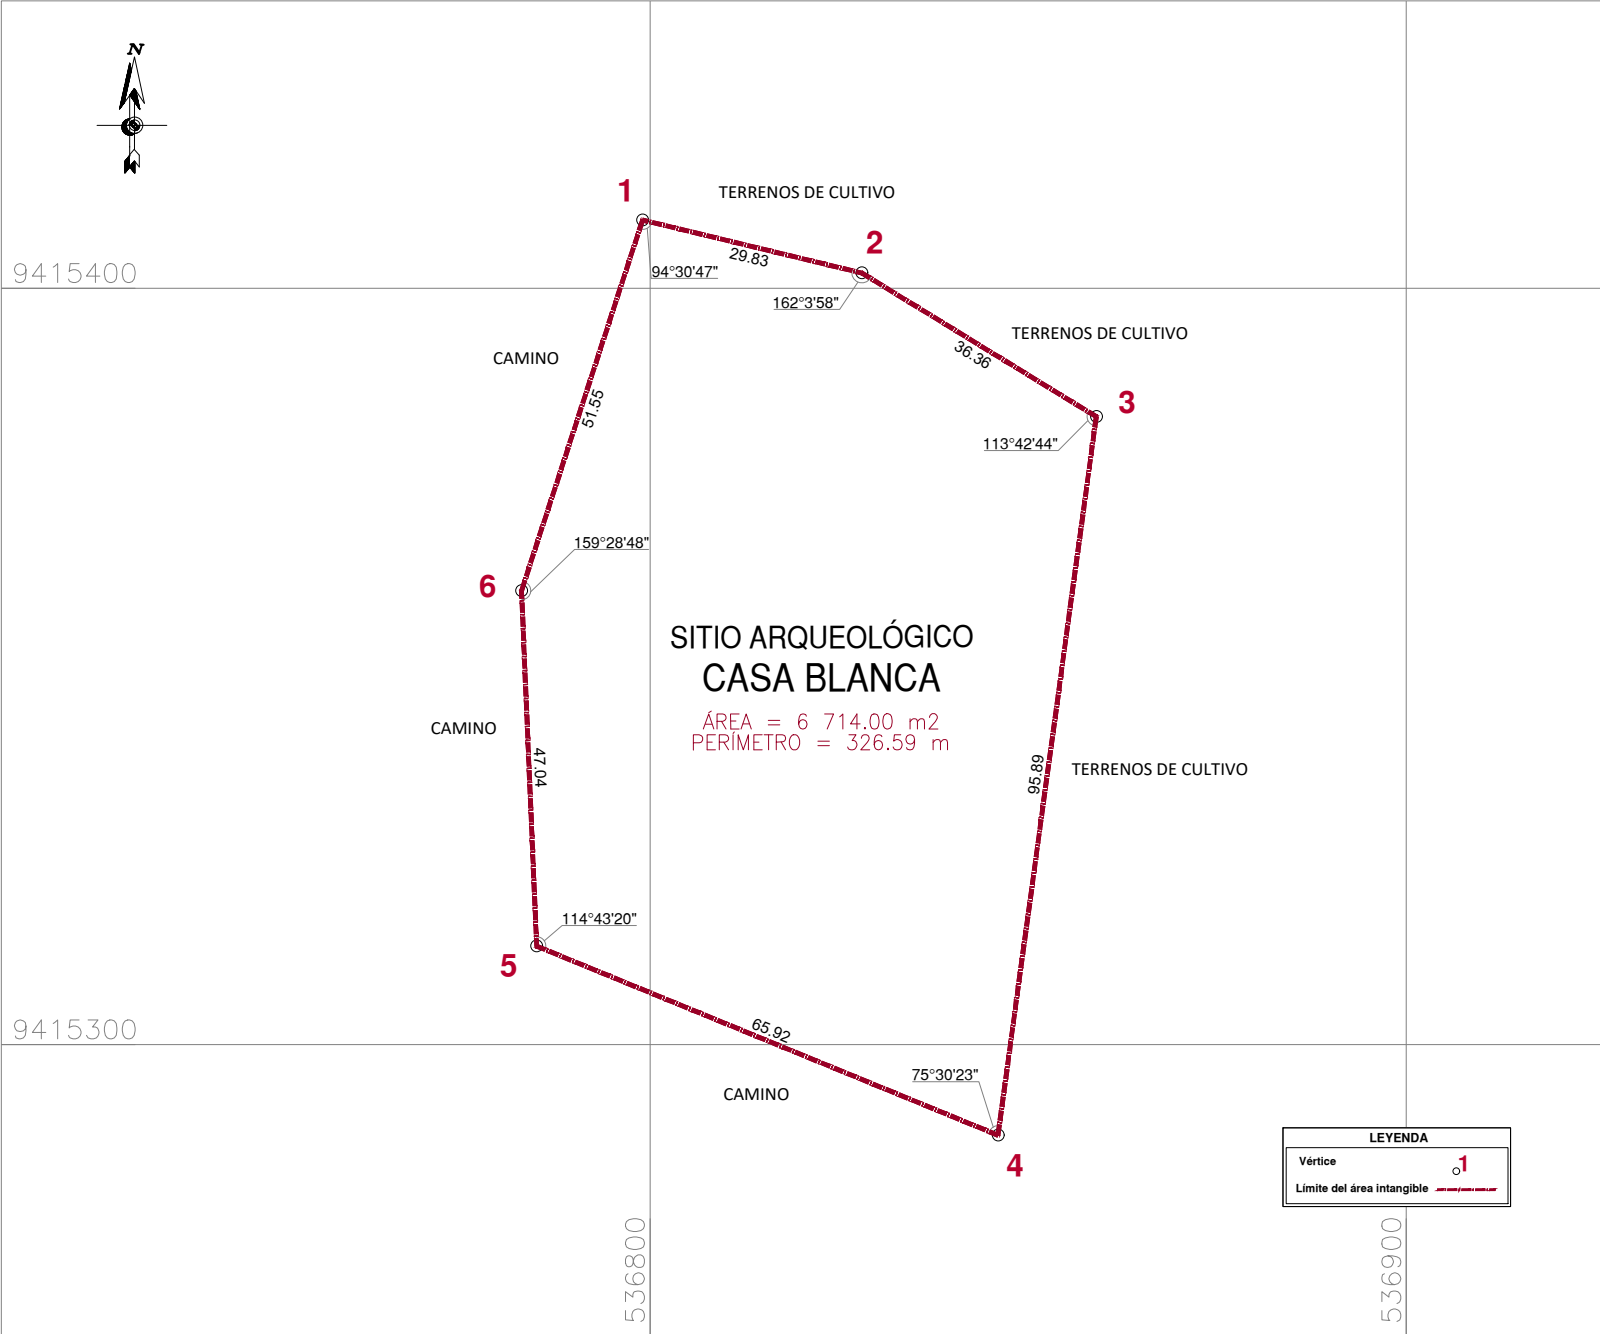 N
1
TERRENOS DE CULTIVO
2
29.83
94°30'47"
9415400
162°3'58"
TERRENOS DE CULTIVO
36.36
CAMINO
3
51.55
113°42'44"
159°28'48"
6
SITIO ARQUEOLÓGICO
CASA BLANCA
ÁREA = 6 714.00 m2
PERÍMETRO = 326.59 m
CAMINO
47.04
95.89
TERRENOS DE CULTIVO
114°43'20"
5
9415300
65.92
75°30'23"
CAMINO
4
LEYENDA
Vértice
1
Límite del área intangible
536800
536900